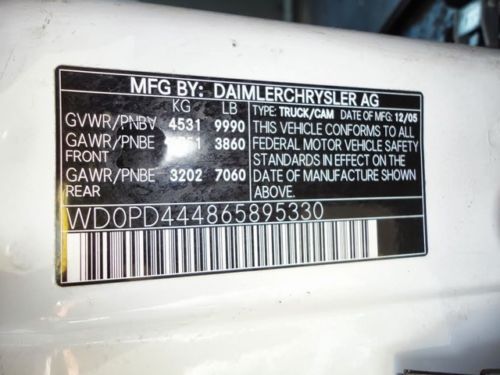 MFG BY: DAIMLERCHRYSLER AG
KG LB
GVWR/PNBV 4531 9990
GAWR/PNBE 3860
FRONT
GAWR/PNBE 3202 7060
REAR
TYPE: TRUCK/CAM DATE OF MFG: 12/05
THIS VEHICLE CONFORMS TO ALL
FEDERAL MOTOR VEHICLE SAFETY
STANDARDS IN EFFECT ON THE
DATE OF MANUFACTURE SHOWN
ABOVE.
WD0PD444865895330